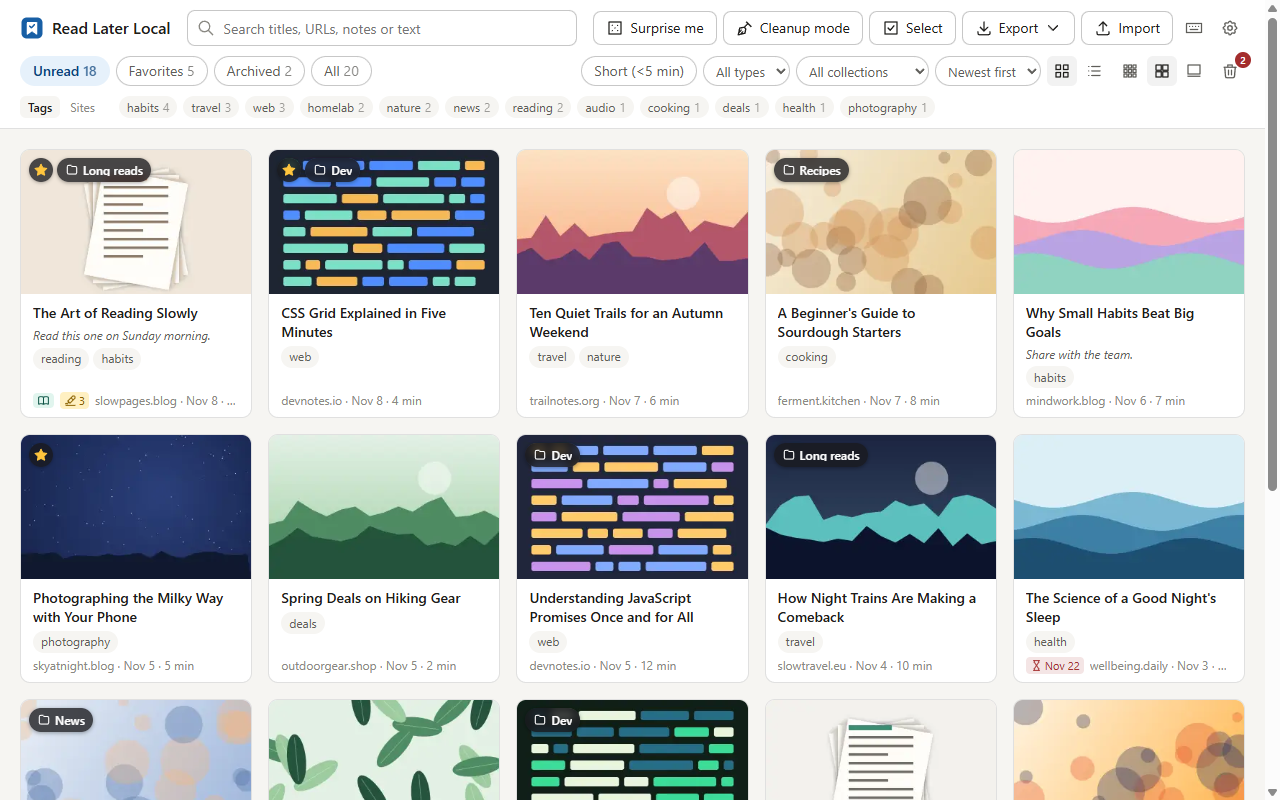 Read Later Local
Search titles, URLs, notes or text
Surprise me
Cleanup mode
Select
Export
Import
Unread 18
Favorites 5
Archived 2
All 20
Short (<5 min)
All types
All collections
Newest first
2
Tags
Sites
habits 4
travel 3
web 3
homelab 2
nature 2
news 2
reading 2
audio 1
cooking 1
deals 1
health 1
photography 1
Long reads
The Art of Reading Slowly
Read this one on Sunday morning.
reading habits
3 slowpages.blog · Nov 8 · ...
Dev
CSS Grid Explained in Five
Minutes
web
devnotes.io · Nov 8 · 4 min
Ten Quiet Trails for an Autumn
Weekend
travel nature
trailnotes.org · Nov 7 · 6 min
Recipes
A Beginner's Guide to
Sourdough Starters
cooking
ferment.kitchen · Nov 7 · 8 min
Why Small Habits Beat Big
Goals
Share with the team.
habits
mindwork.blog · Nov 6 · 7 min
Photographing the Milky Way
with Your Phone
photography
skyatnight.blog · Nov 5 · 5 min
Spring Deals on Hiking Gear
deals
outdoorgear.shop · Nov 5 · 2 min
Dev
Understanding JavaScript
Promises Once and for All
web
devnotes.io · Nov 5 · 12 min
Long reads
How Night Trains Are Making a
Comeback
travel
slowtravel.eu · Nov 4 · 10 min
The Science of a Good Night's
Sleep
health
Nov 22 wellbeing.daily · Nov 3 · ...
News
Dev